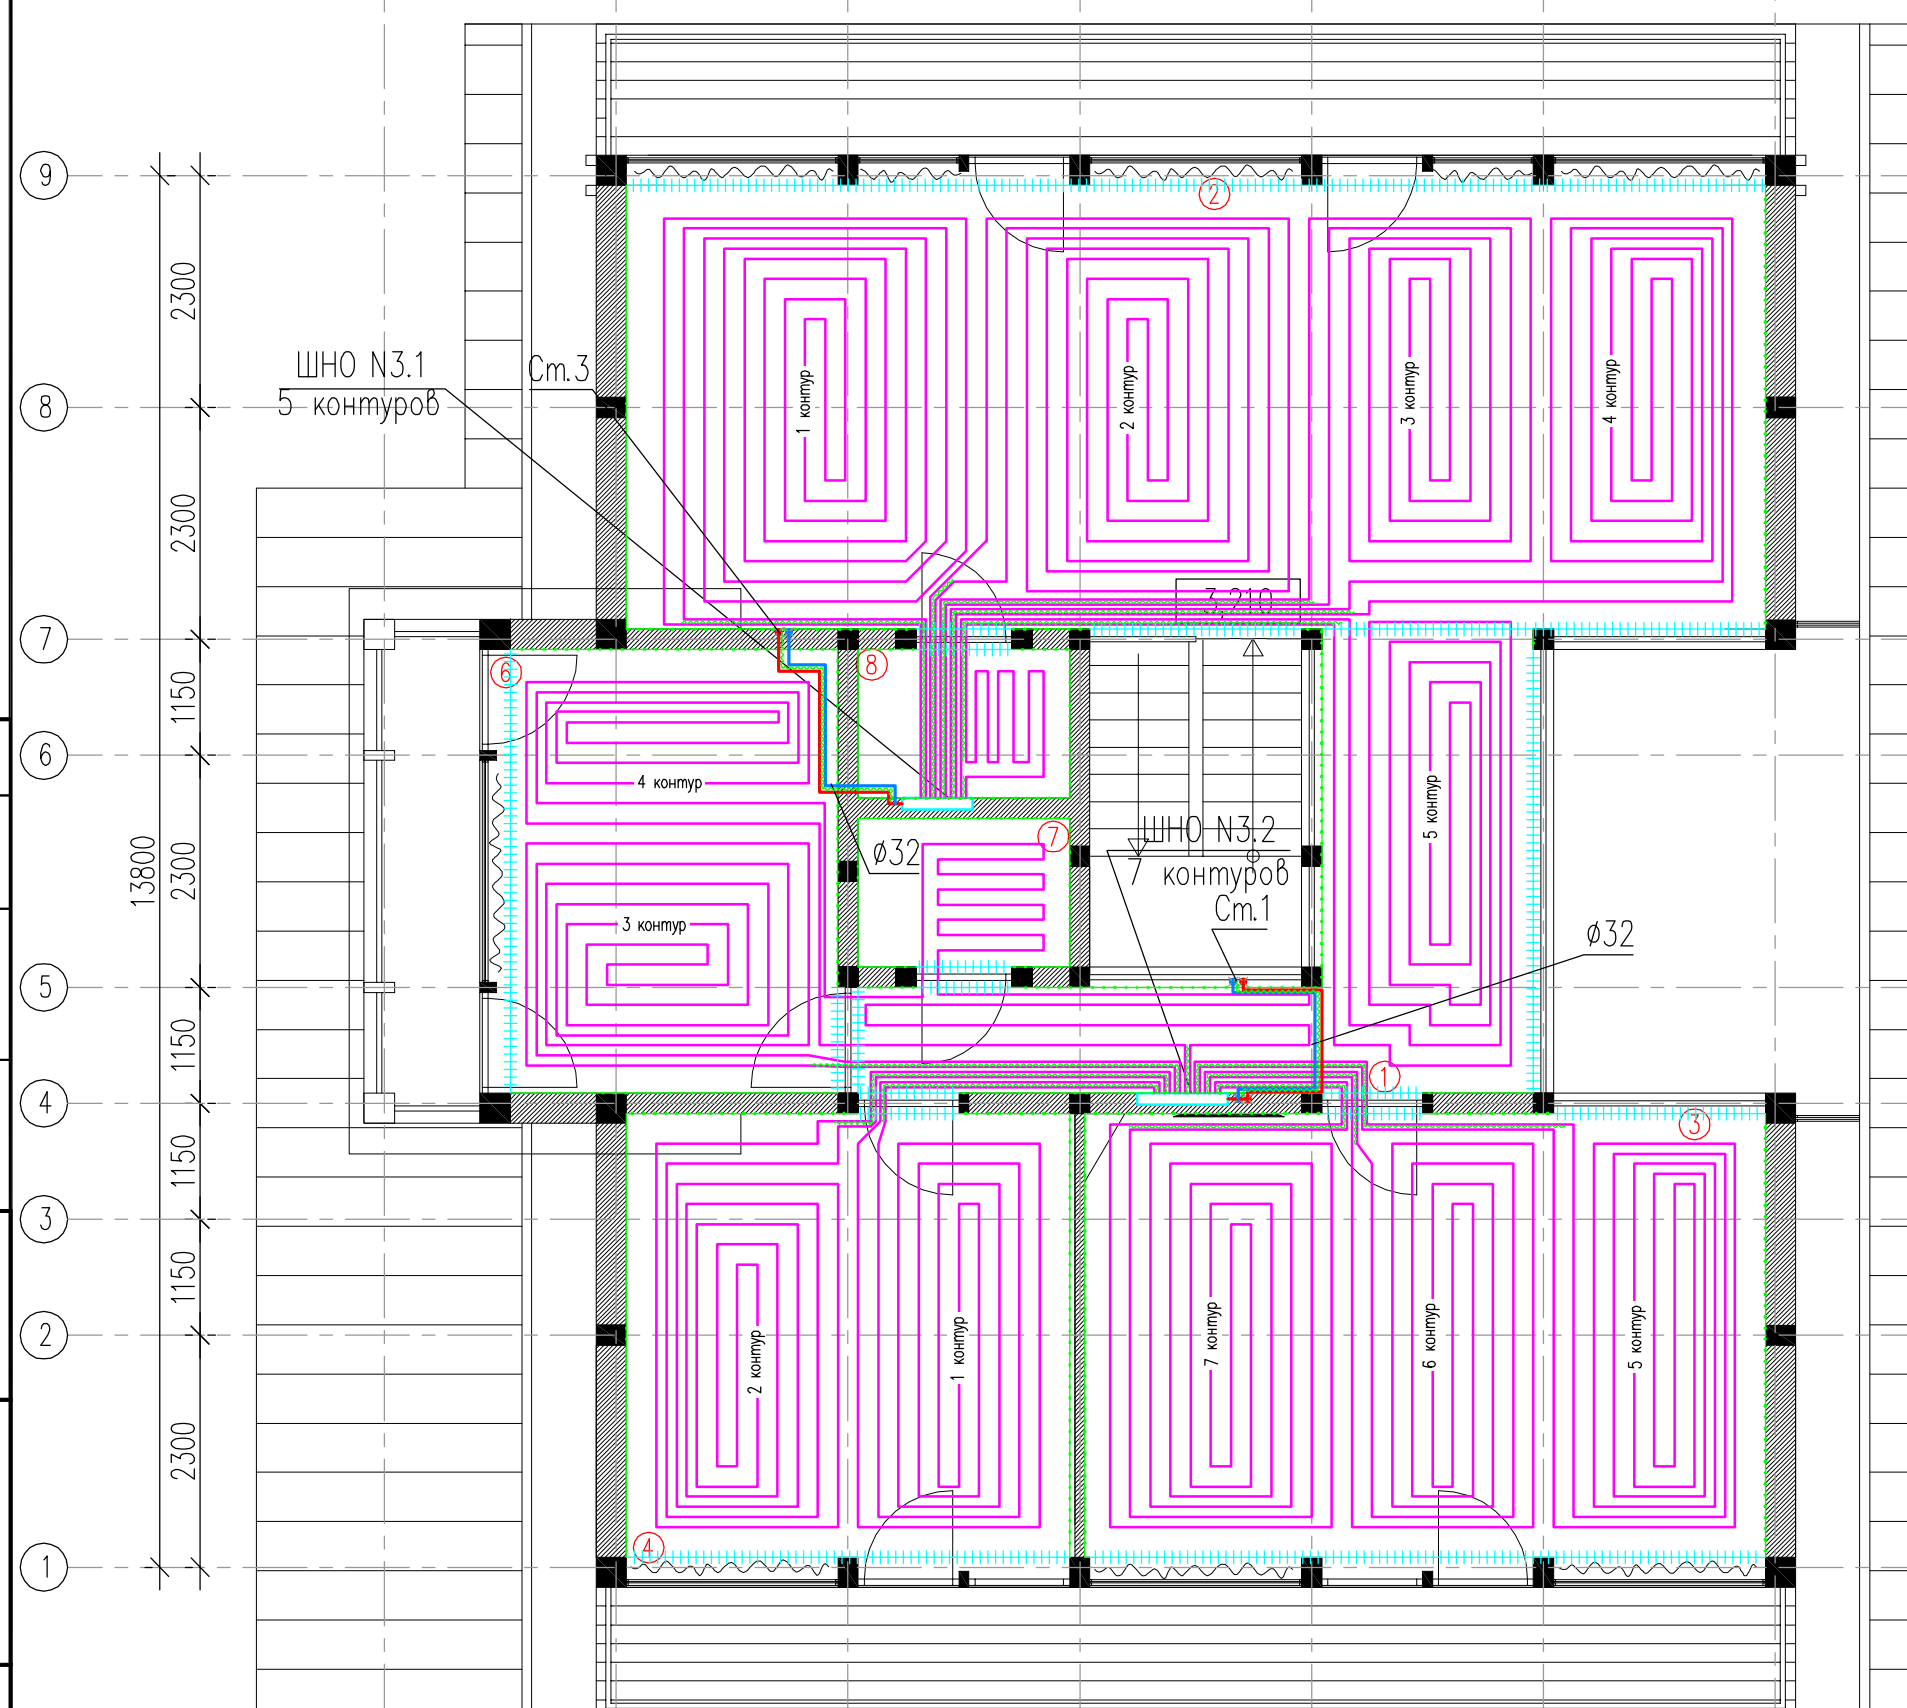 9
2
2300
1 контур
2 контур
3 контур
4 контур
ШНО N3.1
5 контуров
Ст.3
8
2300
3.210
7
6
8
1150
6
4 контур
5 контур
ШНО N3.2
7 контуров
7
ø32
13800
2300
3 контур
Ст.1
ø32
5
1150
1
4
3
1150
3
1150
2 контур
1 контур
7 контур
6 контур
5 контур
2
2300
4
1